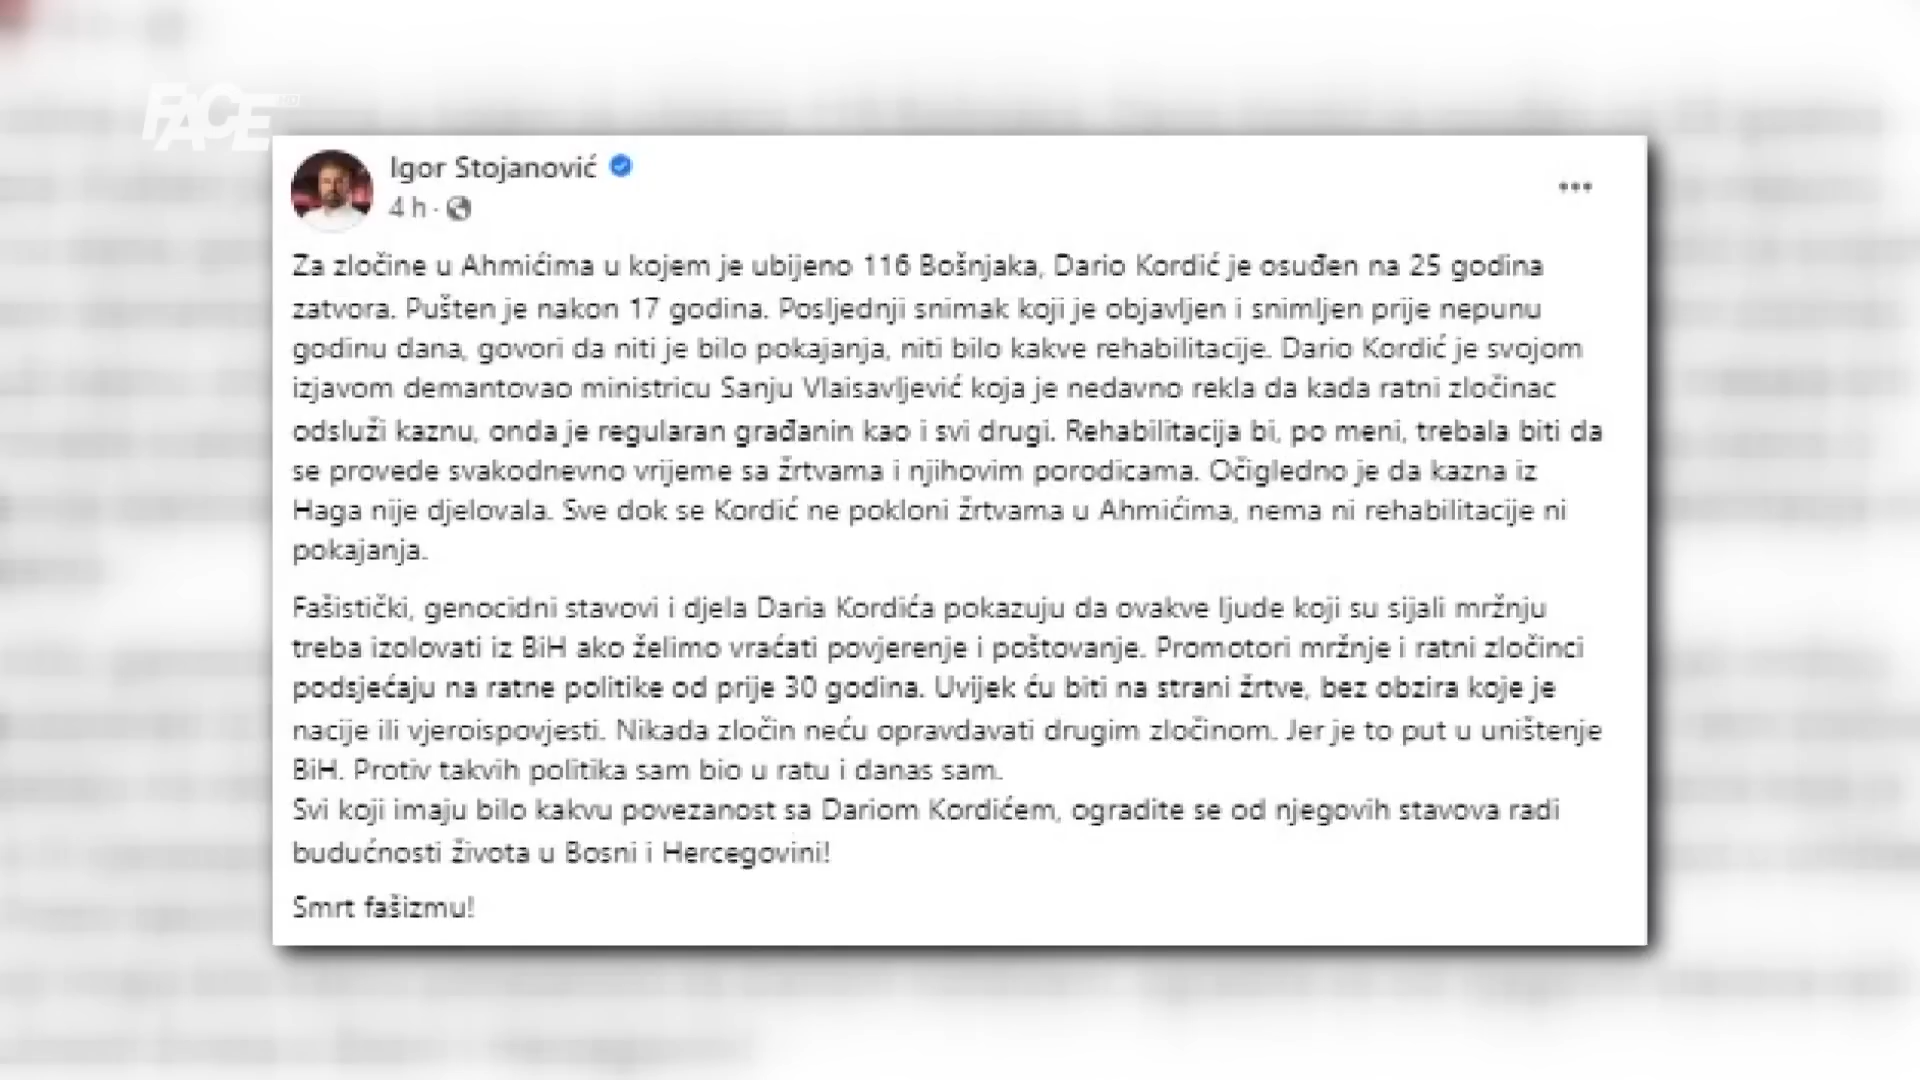 FACE HD
Igor Stojanović
4 h ·
Za zločine u Ahmićima u kojem je ubijeno 116 Bošnjaka, Dario Kordić je osuđen na 25 godina
zatvora. Pušten je nakon 17 godina. Posljednji snimak koji je objavljen i snimljen prije nepunu
godinu dana, govori da niti je bilo pokajanja, niti bilo kakve rehabilitacije. Dario Kordić je svojom
izjavom demantovao ministricu Sanju Vlaisavljević koja je nedavno rekla da kada ratni zločinac
odsluži kaznu, onda je regularan građanin kao i svi drugi. Rehabilitacija bi, po meni, trebala biti da
se provede svakodnevno vrijeme sa žrtvama i njihovim porodicama. Očigledno je da kazna iz
Haga nije djelovala. Sve dok se Kordić ne pokloni žrtvama u Ahmićima, nema ni rehabilitacije ni
pokajanja.
Fašistički, genocidni stavovi i djela Daria Kordića pokazuju da ovakve ljude koji su sijali mržnju
treba izolovati iz BiH ako želimo vraćati povjerenje i poštovanje. Promotori mržnje i ratni zločinci
podsjećaju na ratne politike od prije 30 godina. Uvijek ću biti na strani žrtve, bez obzira koje je
nacije ili vjeroispovjesti. Nikada zločin neću opravdavati drugim zločinom. Jer je to put u uništenje
BiH. Protiv takvih politika sam bio u ratu i danas sam.
Svi koji imaju bilo kakvu povezanost sa Dariom Kordićem, ogradite se od njegovih stavova radi
budućnosti života u Bosni i Hercegovini!
Smrt fašizmu!